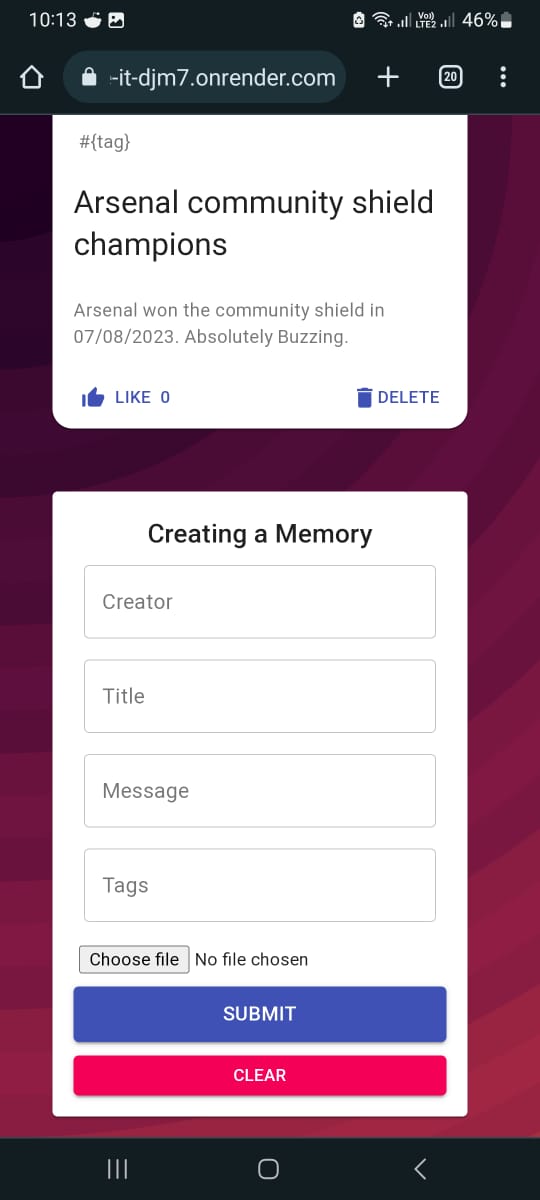 10:13 Vo)) LTE2 46%
-it-djm7.onrender.com 20
#{tag}
Arsenal community shield
champions
Arsenal won the community shield in
07/08/2023. Absolutely Buzzing.
LIKE 0 DELETE
Creating a Memory
Creator
Title
Message
Tags
Choose file No file chosen
SUBMIT
CLEAR